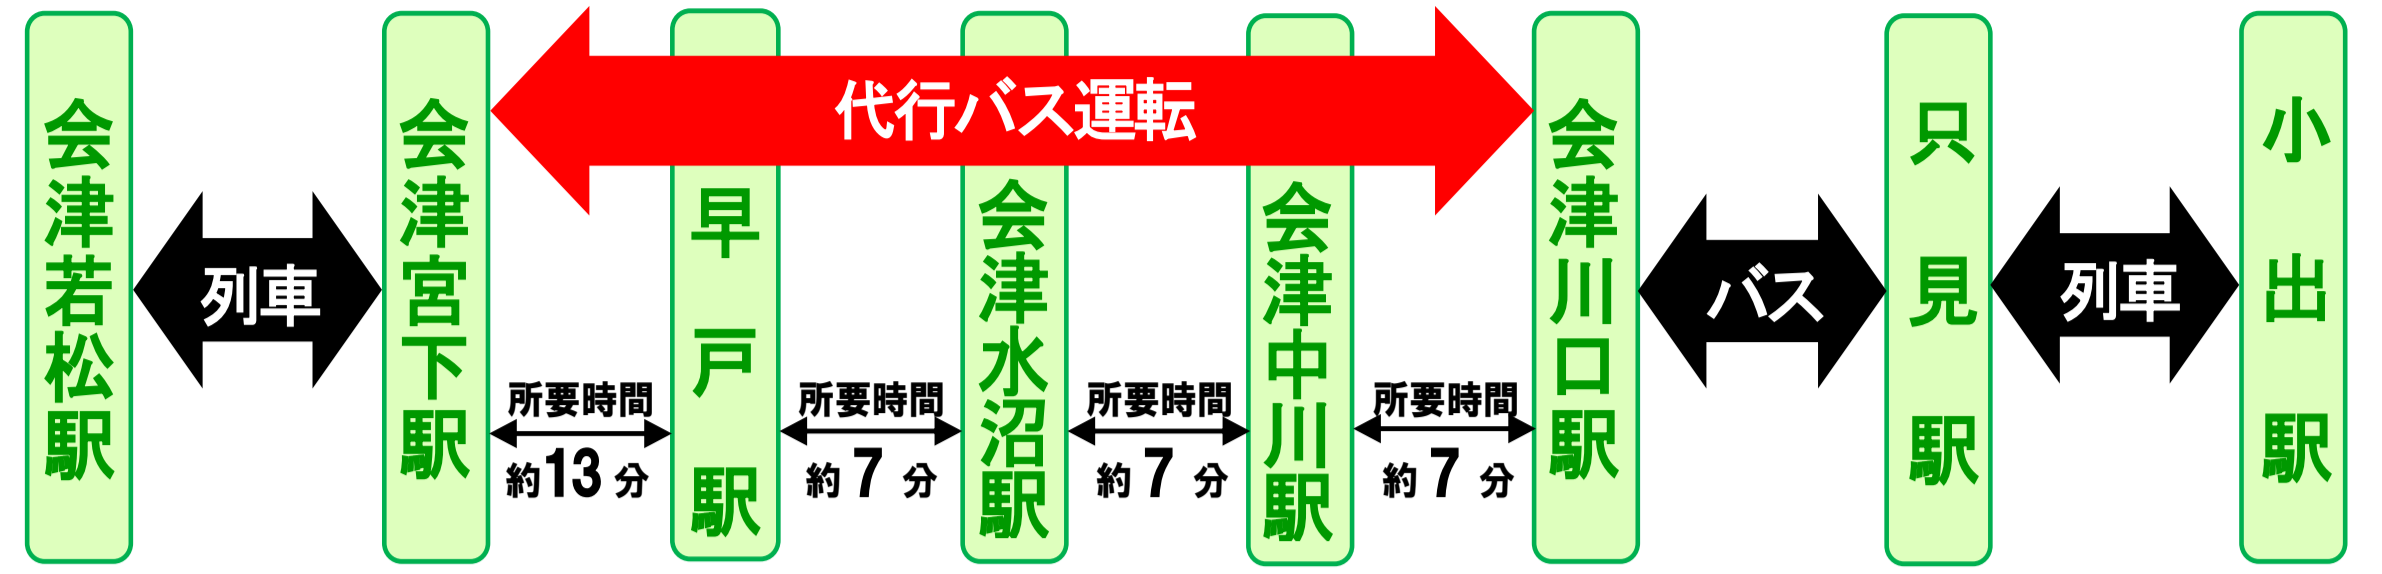 会津若松駅
列車
会津宮下駅
代行バス運転
所要時間
約13分
早戸駅
所要時間
約7分
会津水沼駅
所要時間
約7分
会津中川駅
所要時間
約7分
会津川口駅
バス
只見駅
列車
小出駅